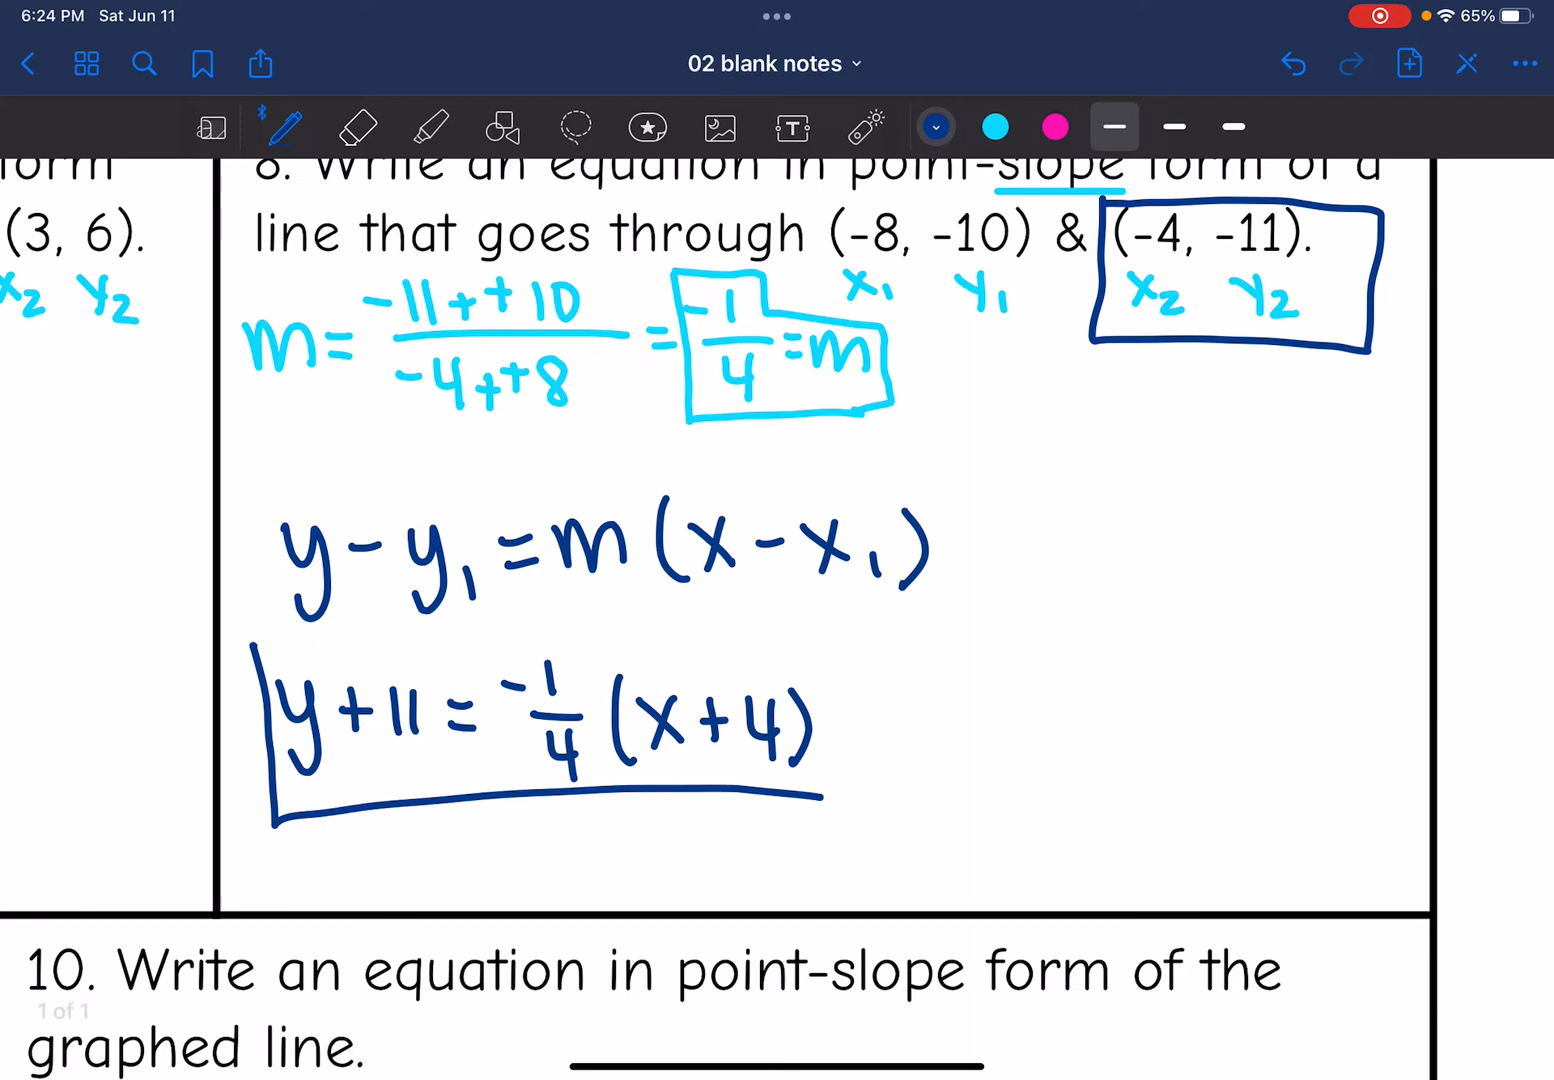 6:24 PM Sat Jun 11
65%
02 blank notes
T
orm
8. Write an equation in point-slope form of a
(3, 6).
line that goes through (-8, -10) & (-4, -11).
x2 y2
x1 y1 x2 y2
m = -11 + +10 / -4 + +8 = -1/4 = m
y - y1 = m(x - x1)
y + 11 = -1/4 (x + 4)
10. Write an equation in point-slope form of the
1 of 1
graphed line.